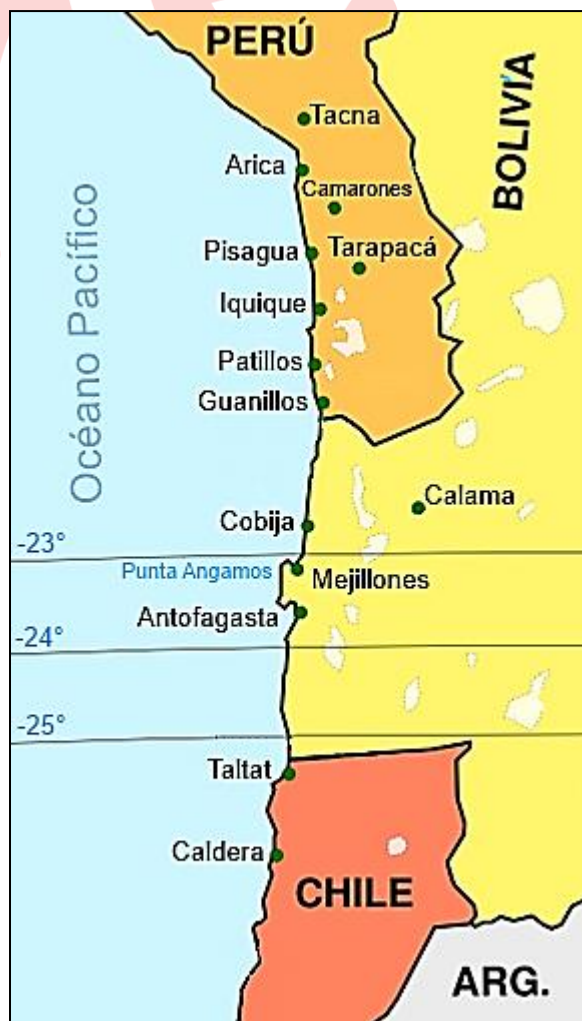 PERÚ
Tacna
BOLIVIA
Arica
Camarones
Océano Pacífico
Pisagua
Tarapacá
Iquique
Patillos
Guanillos
Calama
Cobija
-23°
Punta Angamos
Mejillones
Antofagasta
-24°
-25°
Taltat
Caldera
CHILE
ARG.